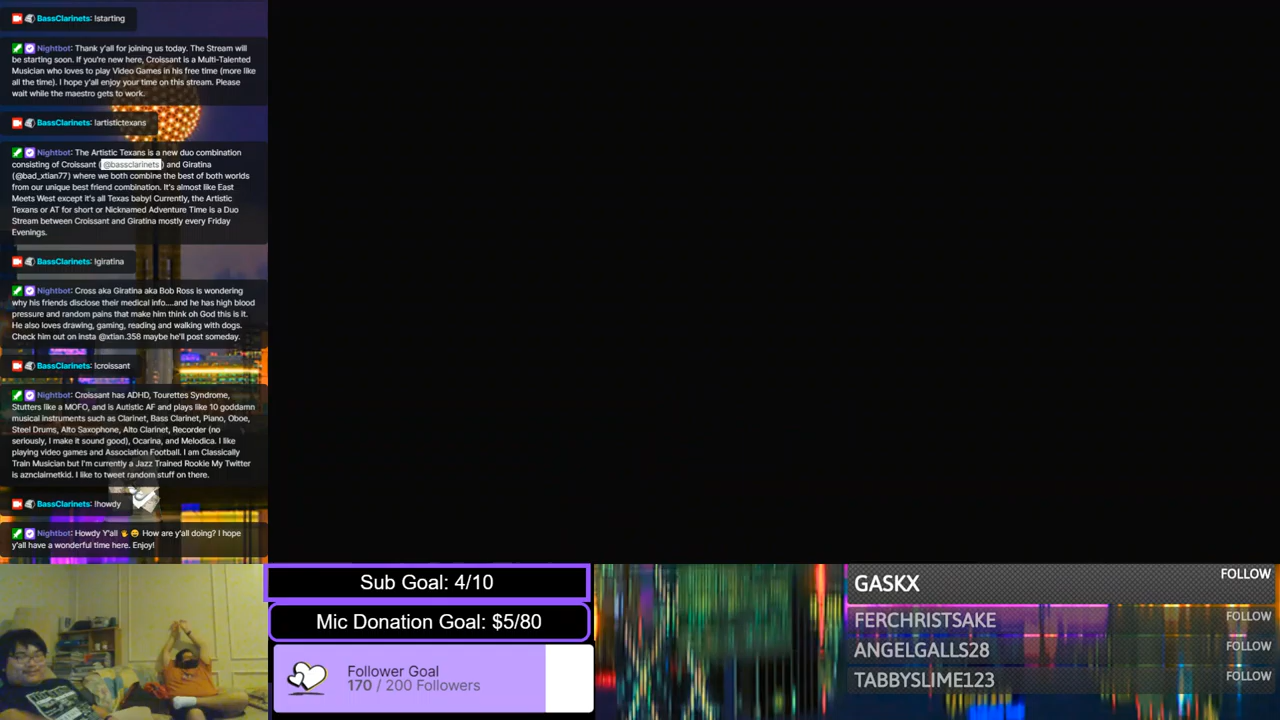 BassClarinets: !starting
Nightbot: Thank y'all for joining us today. The Stream will
be starting soon. If you're new here, Croissant is a Multi-Talented
Musician who loves to play Video Games in his free time (more like
all the time). I hope y'all enjoy your time on this stream. Please
wait while the maestro gets to work.
BassClarinets: !artistictexans
Nightbot: The Artistic Texans is a new duo combination
consisting of Croissant ( @bassclarinets ) and Giratina
(@bad_xtian77) where we both combine the best of both worlds
from our unique best friend combination. It's almost like East
Meets West except it's all Texas baby! Currently, the Artistic
Texans or AT for short or Nicknamed Adventure Time is a Duo
Stream between Croissant and Giratina mostly every Friday
Evenings.
BassClarinets: !giratina
Nightbot: Cross aka Giratina aka Bob Ross is wondering
why his friends disclose their medical info....and he has high blood
pressure and random pains that make him think oh God this is it.
He also loves drawing, gaming, reading and walking with dogs.
Check him out on insta @xtian.358 maybe he'll post someday.
BassClarinets: !croissant
Nightbot: Croissant has ADHD, Tourettes Syndrome,
Stutters like a MOFO, and is Autistic AF and plays like 10 goddamn
musical instruments such as Clarinet, Bass Clarinet, Piano, Oboe,
Steel Drums, Alto Saxophone, Alto Clarinet, Recorder (no
seriously, I make it sound good), Ocarina, and Melodica. I like
playing video games and Association Football. I am Classically
Train Musician but I'm currently a Jazz Trained Rookie My Twitter
is aznclairnetkid. I like to tweet random stuff on there.
BassClarinets: !howdy
Nightbot: Howdy Y'all 🖐 😄 How are y'all doing? I hope
y'all have a wonderful time here. Enjoy!
Sub Goal: 4/10
Mic Donation Goal: $5/80
Follower Goal
170 / 200 Followers
GASKX FOLLOW
FERCHRISTSAKE FOLLOW
ANGELGALLS28 FOLLOW
TABBYSLIME123 FOLLOW